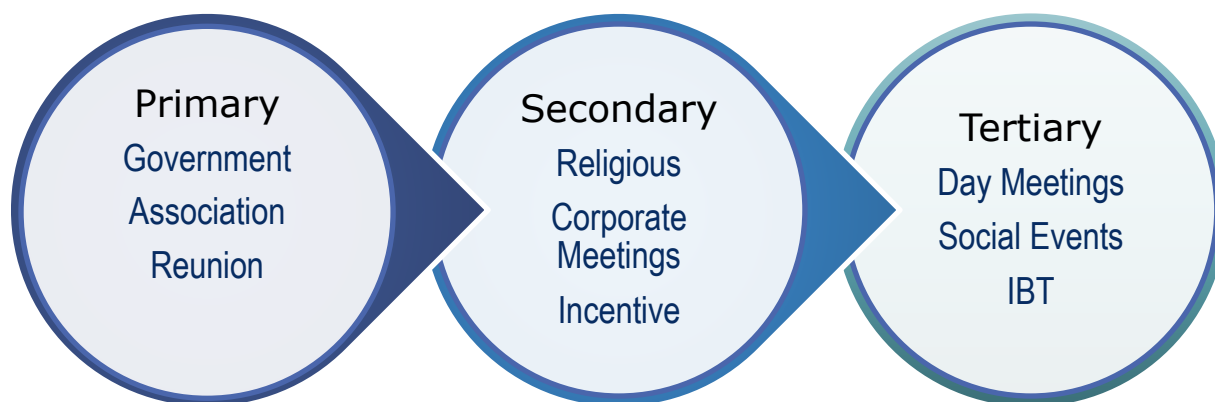 Primary
Government
Association
Reunion
Secondary
Religious
Corporate
Meetings
Incentive
Tertiary
Day Meetings
Social Events
IBT